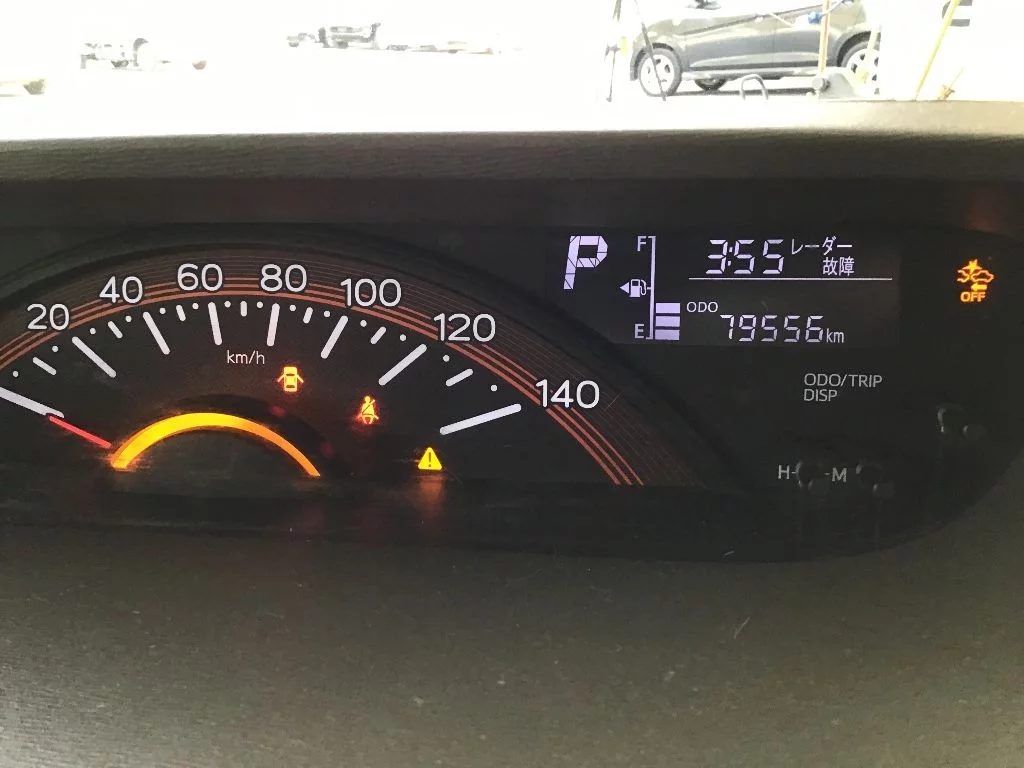 20
40
60
80
100
120
140
km/h
P
F
E
3:55 レーダー
故障
ODO
79556km
OFF
ODO/TRIP
DISP
H- -M